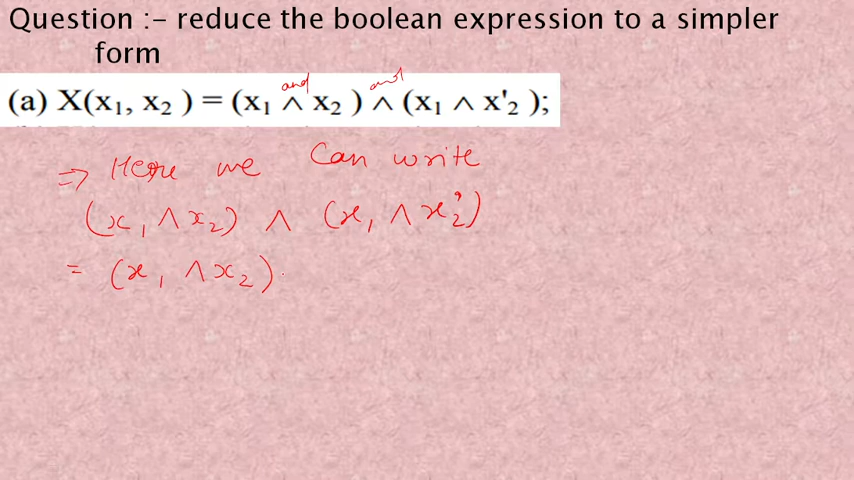 Question :- reduce the boolean expression to a simpler
form
and and
(a) X(x₁, x₂ ) = (x₁ ∧ x₂ ) ∧ (x₁ ∧ x'₂ );
⇒ Here we Can write
(x₁ ∧ x₂) ∧ (x₁ ∧ x'₂)
= (x₁ ∧ x₂).